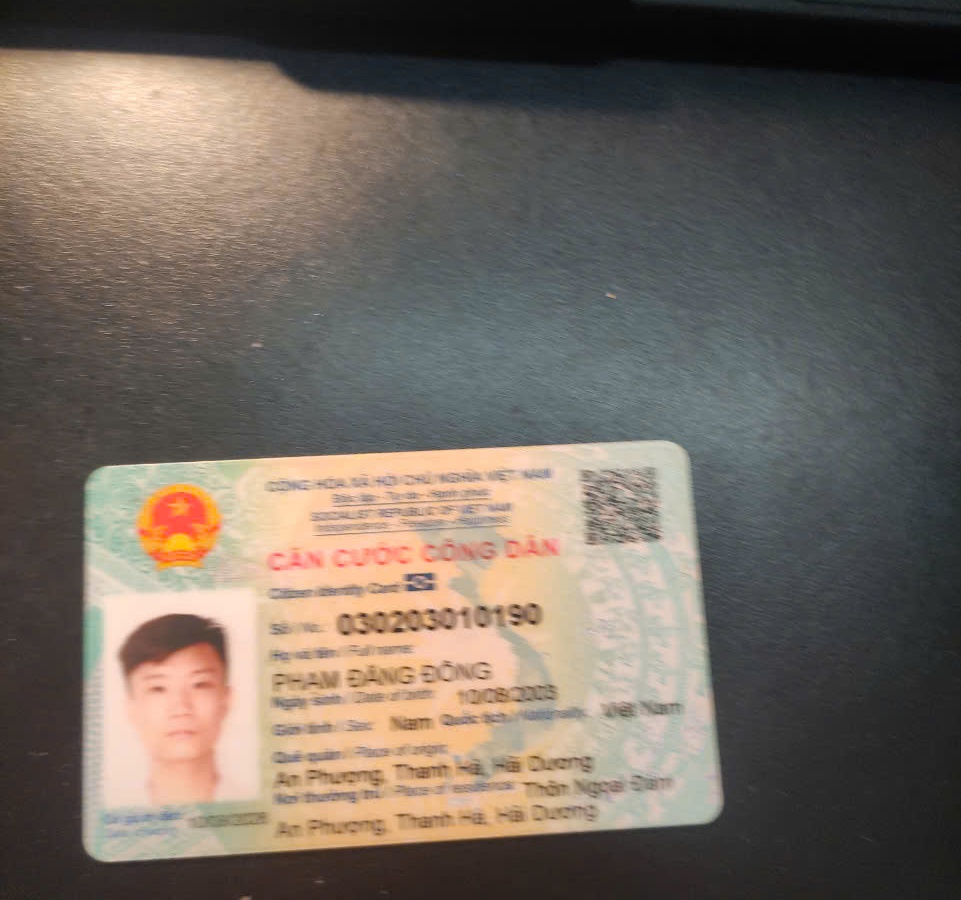 CỘNG HÒA XÃ HỘI CHỦ NGHĨA VIỆT NAM
Độc lập - Tự do - Hạnh phúc
SOCIALIST REPUBLIC OF VIET NAM
Independence - Freedom - Happiness
CĂN CƯỚC CÔNG DÂN
Citizen Identity Card
Số / No.: 030203010190
Họ và tên / Full name:
PHẠM ĐĂNG ĐÔNG
Ngày sinh / Date of birth: 10/08/2003
Giới tính / Sex: Nam Quốc tịch / Nationality: Việt Nam
Quê quán / Place of origin:
An Phượng, Thanh Hà, Hải Dương
Nơi thường trú / Place of residence: Thôn Ngoại Đàm
An Phượng, Thanh Hà, Hải Dương
Có giá trị đến: 10/08/2028